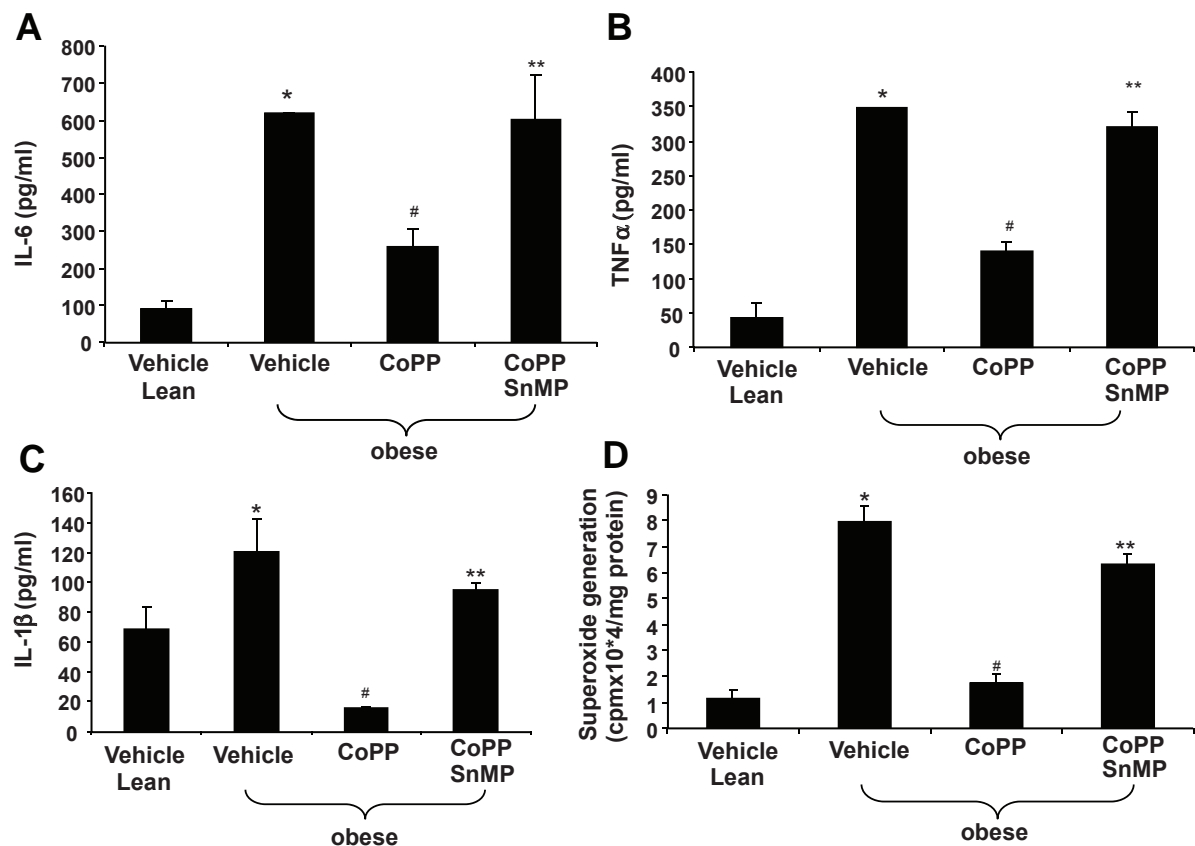 A
IL-6 (pg/ml)
800
700
600
500
400
300
200
100
0
*
#
**
Vehicle
Lean
Vehicle
CoPP
CoPP
SnMP
obese
B
TNFα (pg/ml)
400
350
300
250
200
150
100
50
0
*
#
**
Vehicle
Lean
Vehicle
CoPP
CoPP
SnMP
obese
C
IL-1β (pg/ml)
160
140
120
100
80
60
40
20
0
*
#
**
Vehicle
Lean
Vehicle
CoPP
CoPP
SnMP
obese
D
Superoxide generation
(cpmx10*4/mg protein)
9
8
7
6
5
4
3
2
1
0
*
#
**
Vehicle
Lean
Vehicle
CoPP
CoPP
SnMP
obese